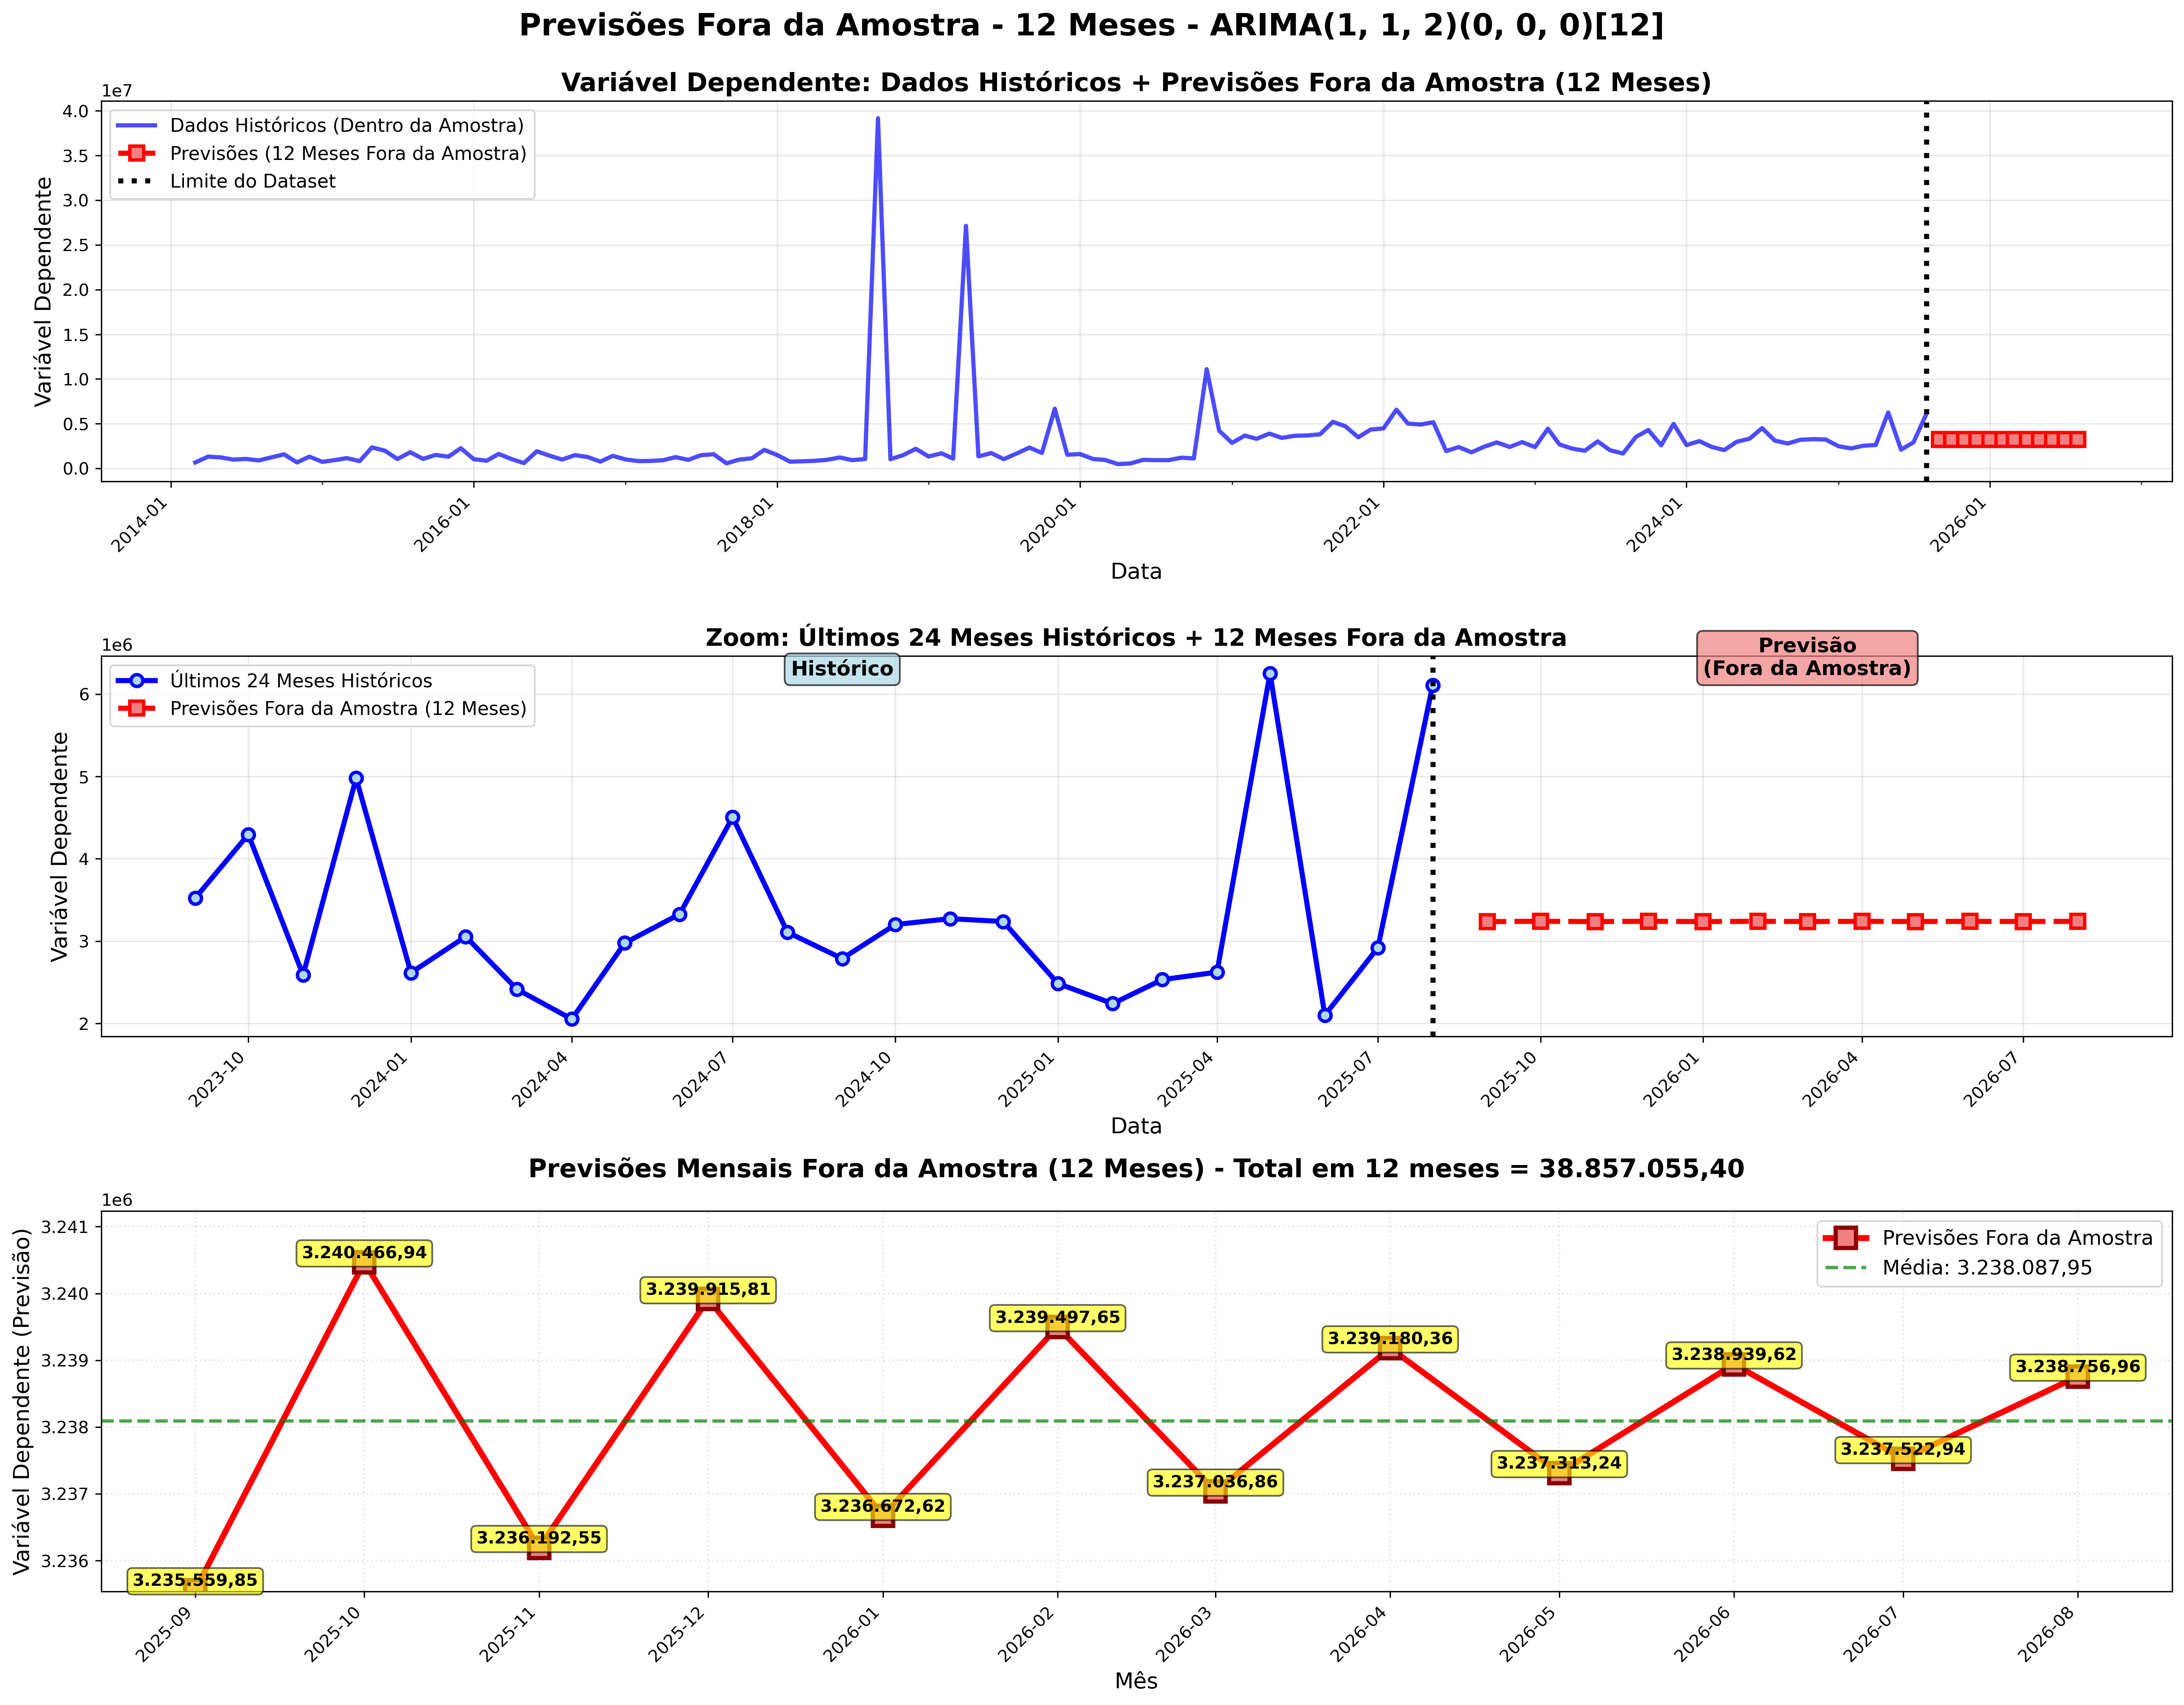 Previsões Fora da Amostra - 12 Meses - ARIMA(1, 1, 2)(0, 0, 0)[12]
Variável Dependente: Dados Históricos + Previsões Fora da Amostra (12 Meses)
1e7
Dados Históricos (Dentro da Amostra)
Previsões (12 Meses Fora da Amostra)
Limite do Dataset
Variável Dependente
4.0
3.5
3.0
2.5
2.0
1.5
1.0
0.5
0.0
2014-01
2016-01
2018-01
2020-01
2022-01
2024-01
2026-01
Data
Zoom: Últimos 24 Meses Históricos + 12 Meses Fora da Amostra
1e6
Últimos 24 Meses Históricos
Previsões Fora da Amostra (12 Meses)
Histórico
Previsão
(Fora da Amostra)
Variável Dependente
6
5
4
3
2
2023-10
2024-01
2024-04
2024-07
2024-10
2025-01
2025-04
2025-07
2025-10
2026-01
2026-04
2026-07
Data
Previsões Mensais Fora da Amostra (12 Meses) - Total em 12 meses = 38.857.055,40
1e6
Previsões Fora da Amostra
Média: 3.238.087,95
Variável Dependente (Previsão)
3.241
3.240
3.239
3.238
3.237
3.236
3.235.559,85
3.240.466,94
3.236.192,55
3.239.915,81
3.236.672,62
3.239.497,65
3.237.036,86
3.239.180,36
3.237.313,24
3.238.939,62
3.237.522,94
3.238.756,96
2025-09
2025-10
2025-11
2025-12
2026-01
2026-02
2026-03
2026-04
2026-05
2026-06
2026-07
2026-08
Mês